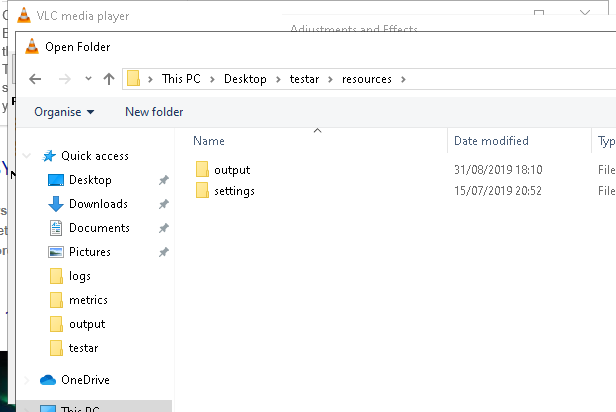 VLC media player
Adjustments and Effects
Open Folder
This PC > Desktop > testar > resources >
Organise New folder
Name Date modified Typ
Quick access
output 31/08/2019 18:10 File
Desktop
settings 15/07/2019 20:52 File
Downloads
Documents
Pictures
logs
metrics
output
testar
OneDrive
This PC